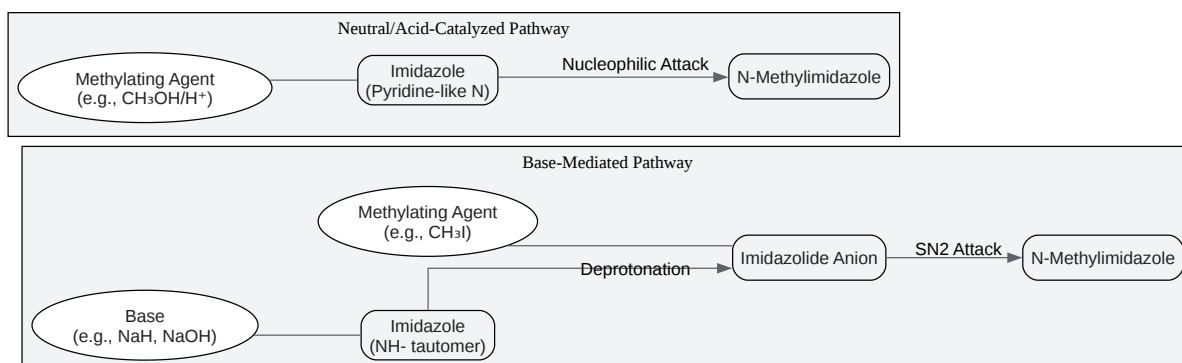 Neutral/Acid-Catalyzed Pathway
Methylating Agent
(e.g., CH₃OH/H⁺)
Imidazole
(Pyridine-like N)
Nucleophilic Attack
N-Methylimidazole
Base-Mediated Pathway
Methylating Agent
(e.g., CH₃I)
Deprotonation
Imidazolide Anion
SN2 Attack
N-Methylimidazole
Base
(e.g., NaH, NaOH)
Imidazole
(NH- tautomer)